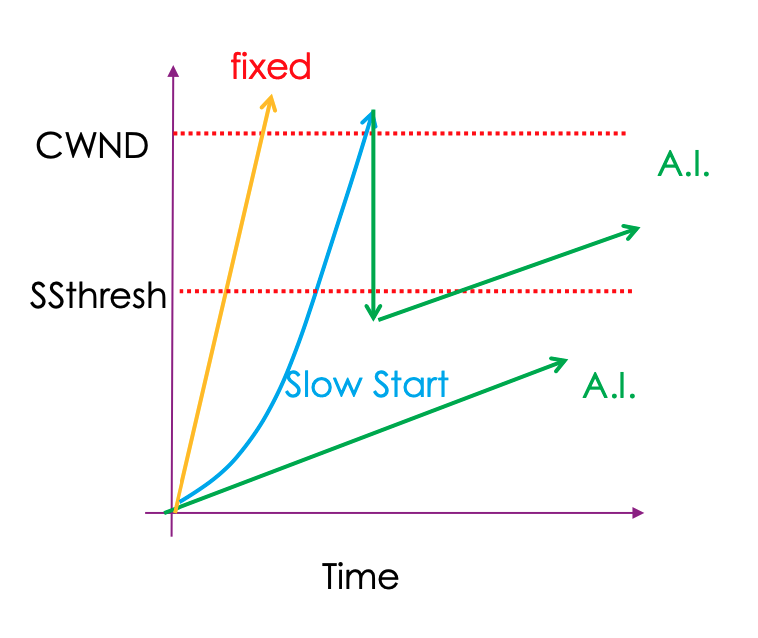 fixed
CWND
A.I.
SSthresh
Slow Start
A.I.
Time